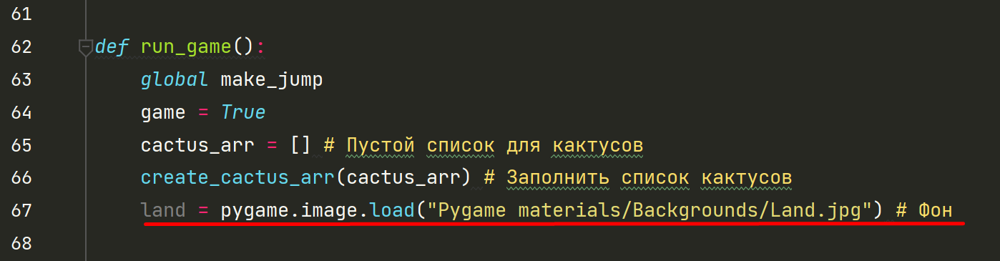 61
62 def run_game():
63 global make_jump
64 game = True
65 cactus_arr = [] # Пустой список для кактусов
66 create_cactus_arr(cactus_arr) # Заполнить список кактусов
67 land = pygame.image.load("Pygame materials/Backgrounds/Land.jpg") # Фон
68